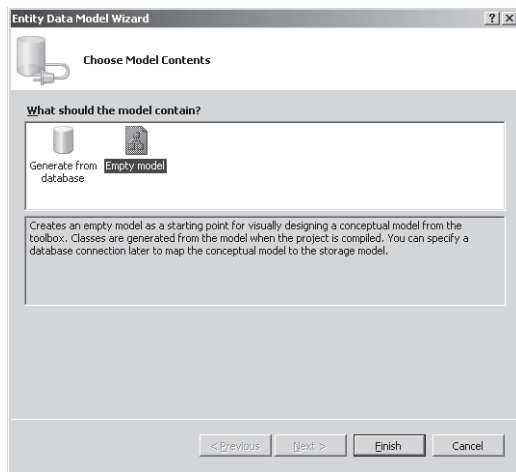 Entity Data Model Wizard
Choose Model Contents
What should the model contain?
Generate from
database
Empty model
Creates an empty model as a starting point for visually designing a conceptual model from the
toolbox. Classes are generated from the model when the project is compiled. You can specify a
database connection later to map the conceptual model to the storage model.
< Previous
Next >
Finish
Cancel